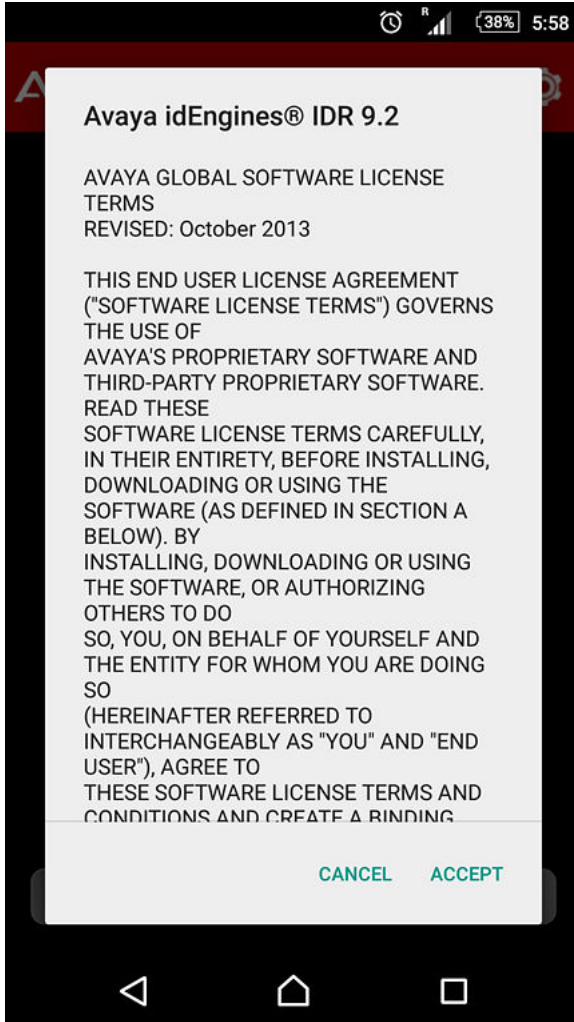 R
38% 5:58
A
Avaya idEngines® IDR 9.2
AVAYA GLOBAL SOFTWARE LICENSE
TERMS
REVISED: October 2013
THIS END USER LICENSE AGREEMENT
("SOFTWARE LICENSE TERMS") GOVERNS
THE USE OF
AVAYA'S PROPRIETARY SOFTWARE AND
THIRD-PARTY PROPRIETARY SOFTWARE.
READ THESE
SOFTWARE LICENSE TERMS CAREFULLY,
IN THEIR ENTIRETY, BEFORE INSTALLING,
DOWNLOADING OR USING THE
SOFTWARE (AS DEFINED IN SECTION A
BELOW). BY
INSTALLING, DOWNLOADING OR USING
THE SOFTWARE, OR AUTHORIZING
OTHERS TO DO
SO, YOU, ON BEHALF OF YOURSELF AND
THE ENTITY FOR WHOM YOU ARE DOING
SO
(HEREINAFTER REFERRED TO
INTERCHANGEABLY AS "YOU" AND "END
USER"), AGREE TO
THESE SOFTWARE LICENSE TERMS AND
CONDITIONS AND CREATE A BINDING
CANCEL ACCEPT